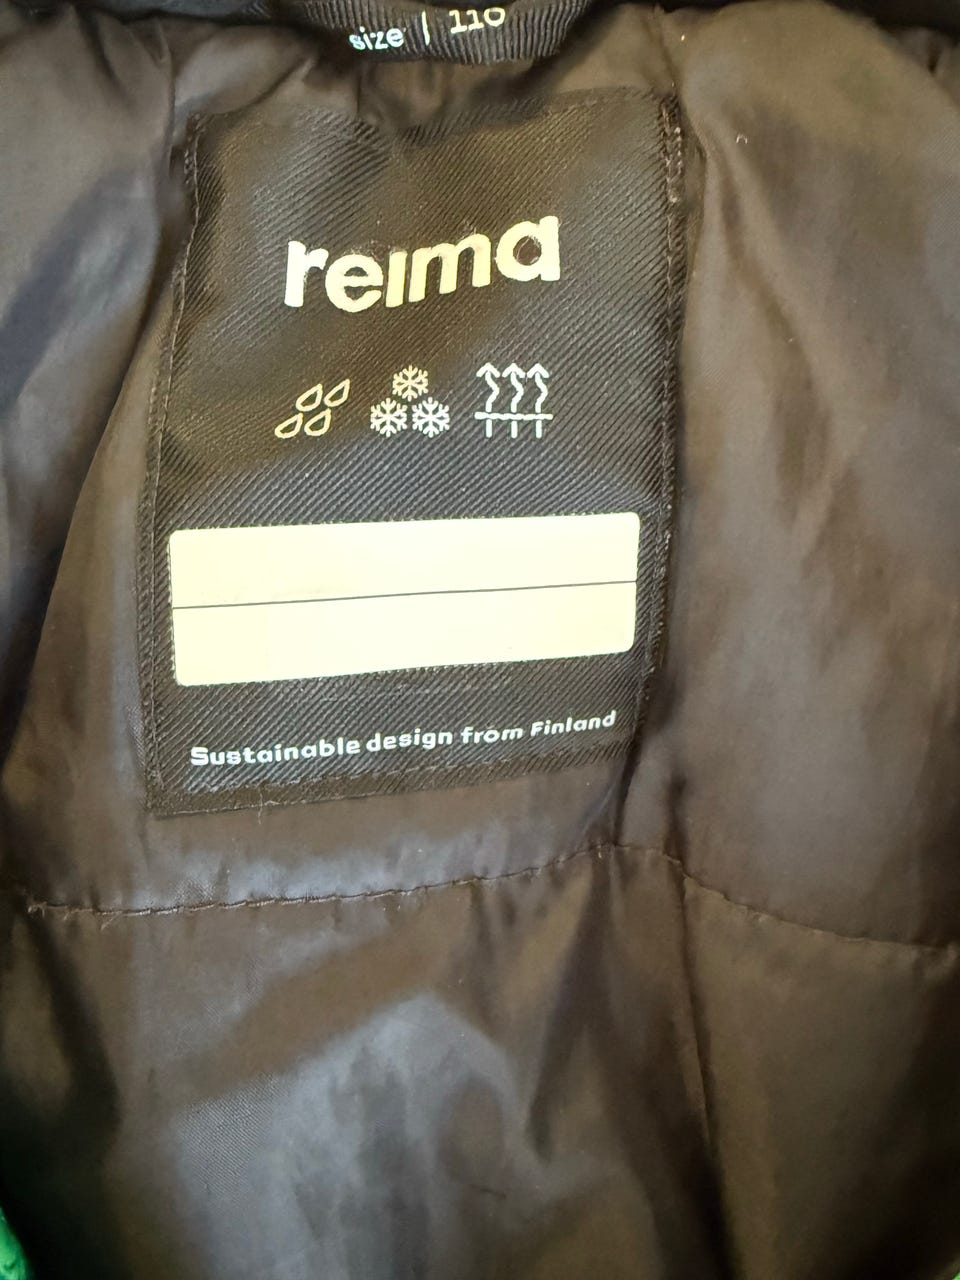 size | 110
reima
Sustainable design from Finland